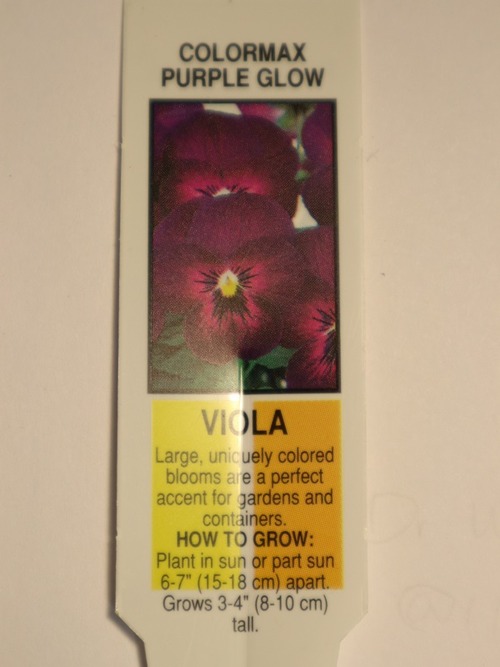 COLORMAX
PURPLE GLOW
VIOLA
Large, uniquely colored
blooms are a perfect
accent for gardens and
containers.
HOW TO GROW:
Plant in sun or part sun
6-7" (15-18 cm) apart.
Grows 3-4" (8-10 cm)
tall.